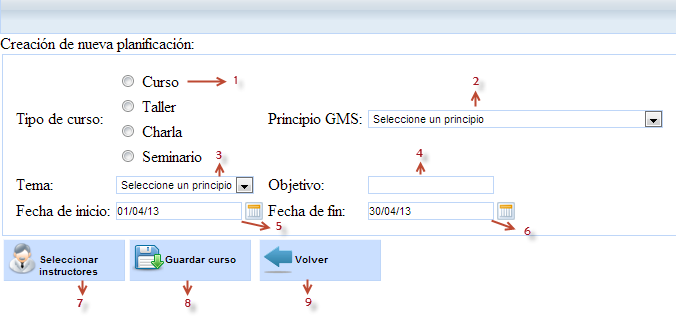 Creación de nueva planificación:
Curso 1
Taller
Tipo de curso: Principio GMS: Seleccione un principio 2
Charla
Seminario
3 4
Tema: Seleccione un principio Objetivo:
Fecha de inicio: 01/04/13 Fecha de fin: 30/04/13
5 6
Seleccionar instructores Guardar curso Volver
7 8 9